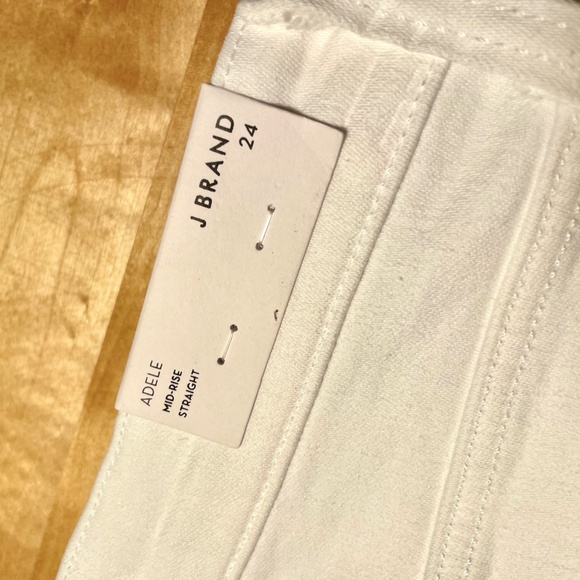 J BRAND
24
ADELE
MID-RISE
STRAIGHT